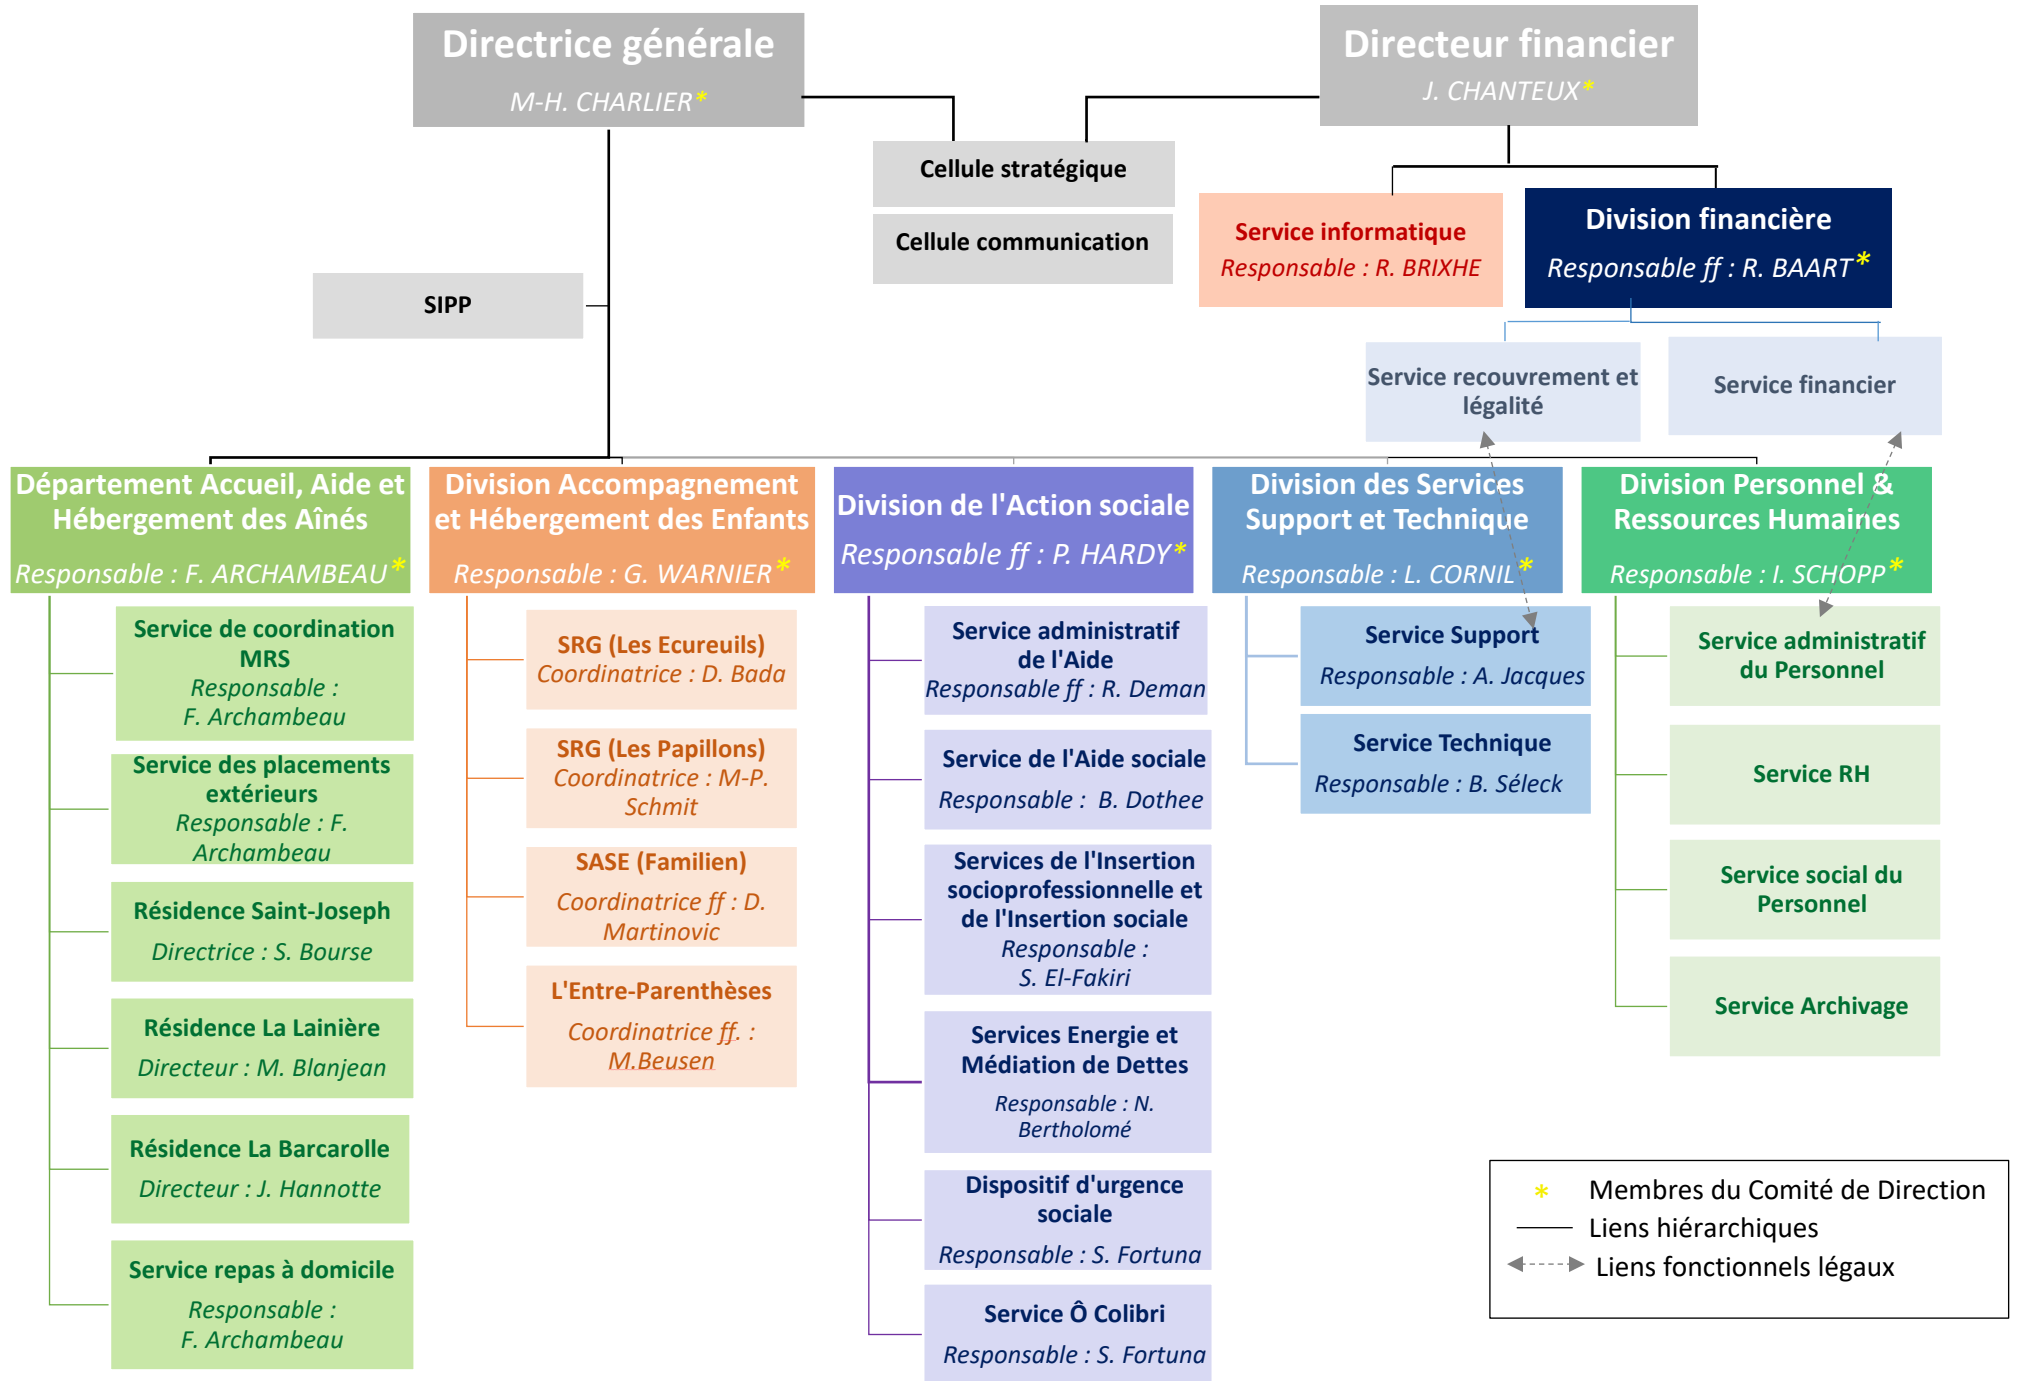 Directrice générale
M-H. CHARLIER*
Directeur financier
J. CHANTEUX*
Cellule stratégique
Cellule communication
Service informatique
Responsable : R. BRIXHE
Division financière
Responsable ff : R. BAART*
SIPP
Service recouvrement et
légalité
Service financier
Département Accueil, Aide et
Hébergement des Aînés
Responsable : F. ARCHAMBEAU*
Division Accompagnement
et Hébergement des Enfants
Responsable : G. WARNIER*
Division de l'Action sociale
Responsable ff : P. HARDY*
Division des Services
Support et Technique
Responsable : L. CORNIL*
Division Personnel &
Ressources Humaines
Responsable : I. SCHOPP*
Service de coordination
MRS
Responsable :
F. Archambeau
Service des placements
extérieurs
Responsable : F.
Archambeau
Résidence Saint-Joseph
Directrice : S. Bourse
Résidence La Lainière
Directeur : M. Blanjean
Résidence La Barcarolle
Directeur : J. Hannotte
Service repas à domicile
Responsable :
F. Archambeau
SRG (Les Ecureuils)
Coordinatrice : D. Bada
SRG (Les Papillons)
Coordinatrice : M-P.
Schmit
SASE (Familien)
Coordinatrice ff : D.
Martinovic
L'Entre-Parenthèses
Coordinatrice ff. :
M.Beusen
Service administratif
de l'Aide
Responsable ff : R. Deman
Service de l'Aide sociale
Responsable : B. Dothee
Services de l'Insertion
socioprofessionnelle et
de l'Insertion sociale
Responsable :
S. El-Fakiri
Services Energie et
Médiation de Dettes
Responsable : N.
Bertholomé
Dispositif d'urgence
sociale
Responsable : S. Fortuna
Service Ô Colibri
Responsable : S. Fortuna
Service Support
Responsable : A. Jacques
Service Technique
Responsable : B. Séleck
Service administratif
du Personnel
Service RH
Service social du
Personnel
Service Archivage
* Membres du Comité de Direction
Liens hiérarchiques
Liens fonctionnels légaux